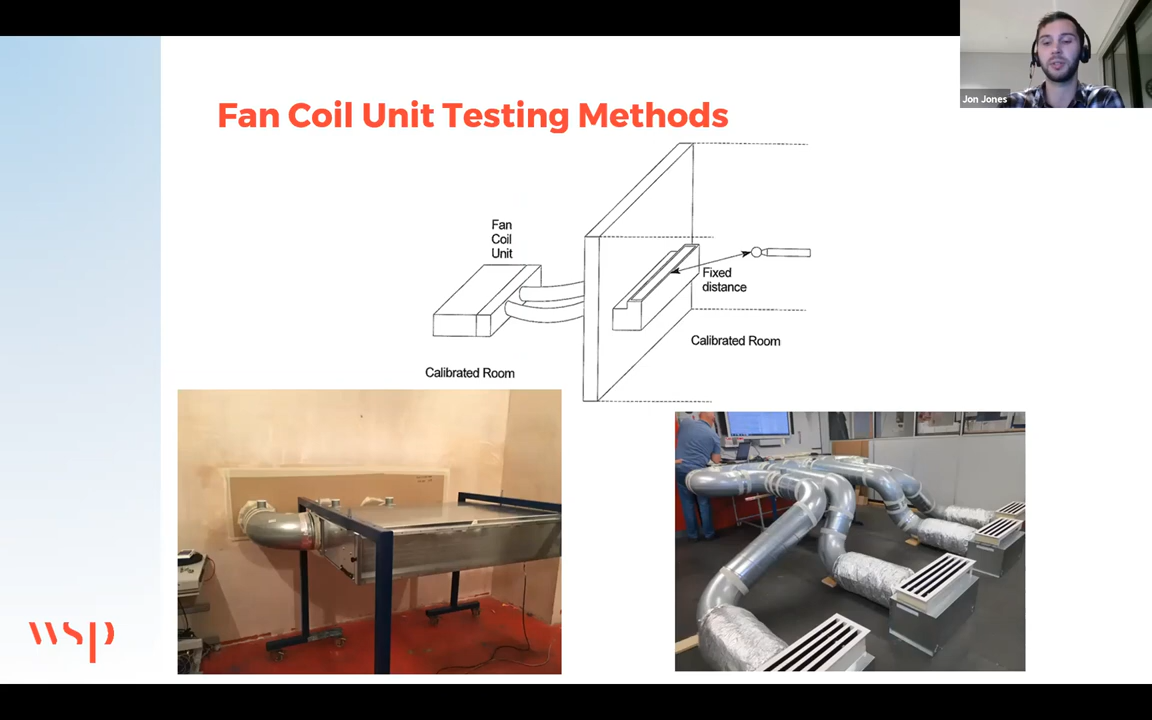 Jon Jones
Fan Coil Unit Testing Methods
Fan
Coil
Unit
Fixed
distance
Calibrated Room
Calibrated Room
wsp